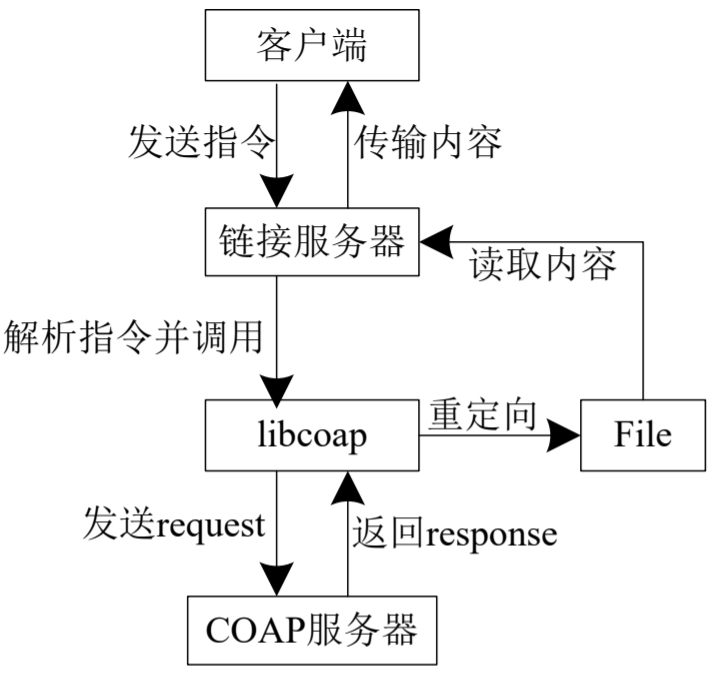 客户端
发送指令
传输内容
链接服务器
读取内容
解析指令并调用
重定向
libcoap
File
发送request
返回response
COAP服务器